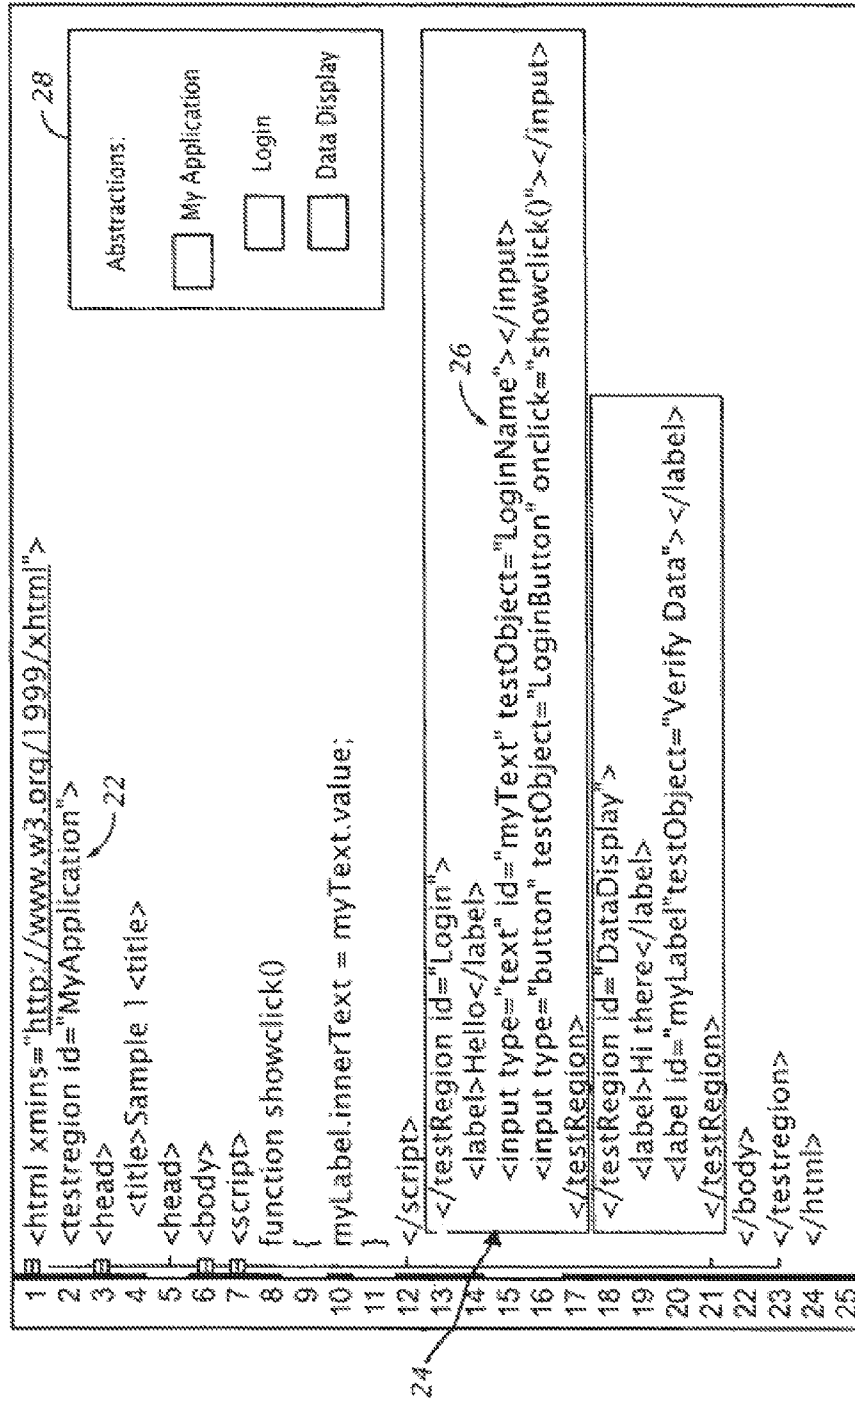 1 <html xmins="http://www.w3.org/1999/xhtml">
2 <testregion id="MyApplication">
22
3 <head>
4 <title>Sample 1<title>
5 <head>
6 <body>
7 <script>
8 function showclick()
9 {
10 myLabel.innerText = myText.value;
11 }
12 </script>
13 </testRegion id="Login">
14 <label>Hello</label>
15 <input type="text" id="myText" testObject="LoginName"></input>
26
16 <input type="button" testObject="LoginButton" onclick="showclick()"></input>
17 </testRegion>
24
18 </testRegion id="DataDisplay">
19 <label>Hi there</label>
20 <label id="myLabel"testObject="Verify Data"></label>
21 </testRegion>
22 </body>
23 </testregion>
24 </html>
25
28
Abstractions:
My Application
Login
Data Display